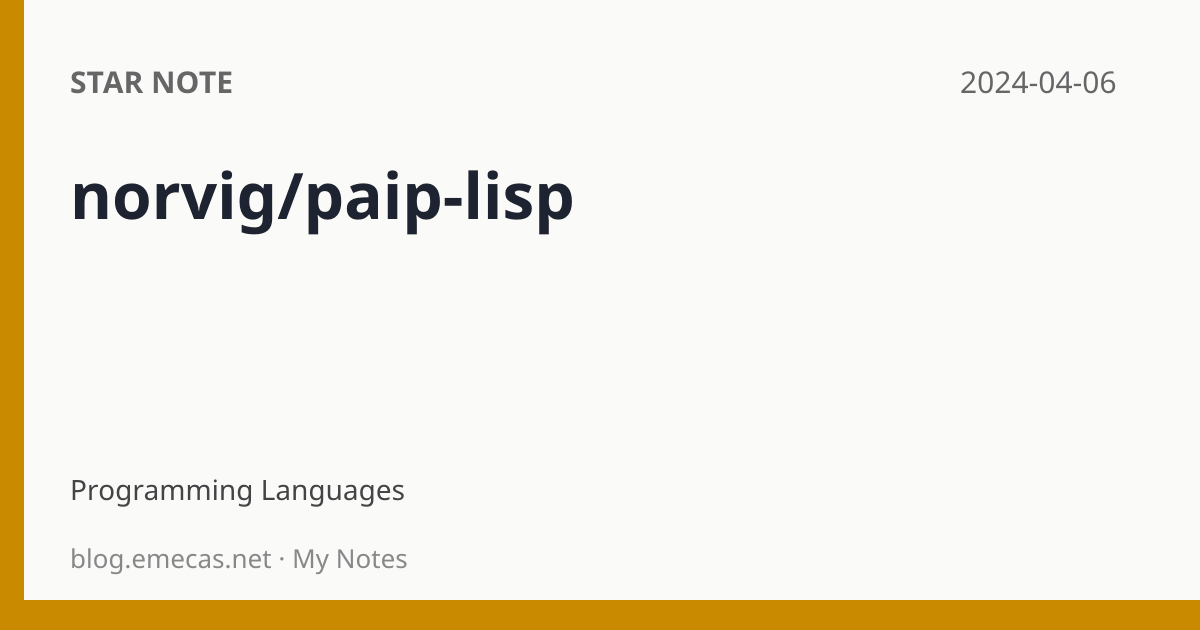 STAR NOTE
2024-04-06
norvig/paip-lisp
Programming Languages
blog.emecas.net · My Notes